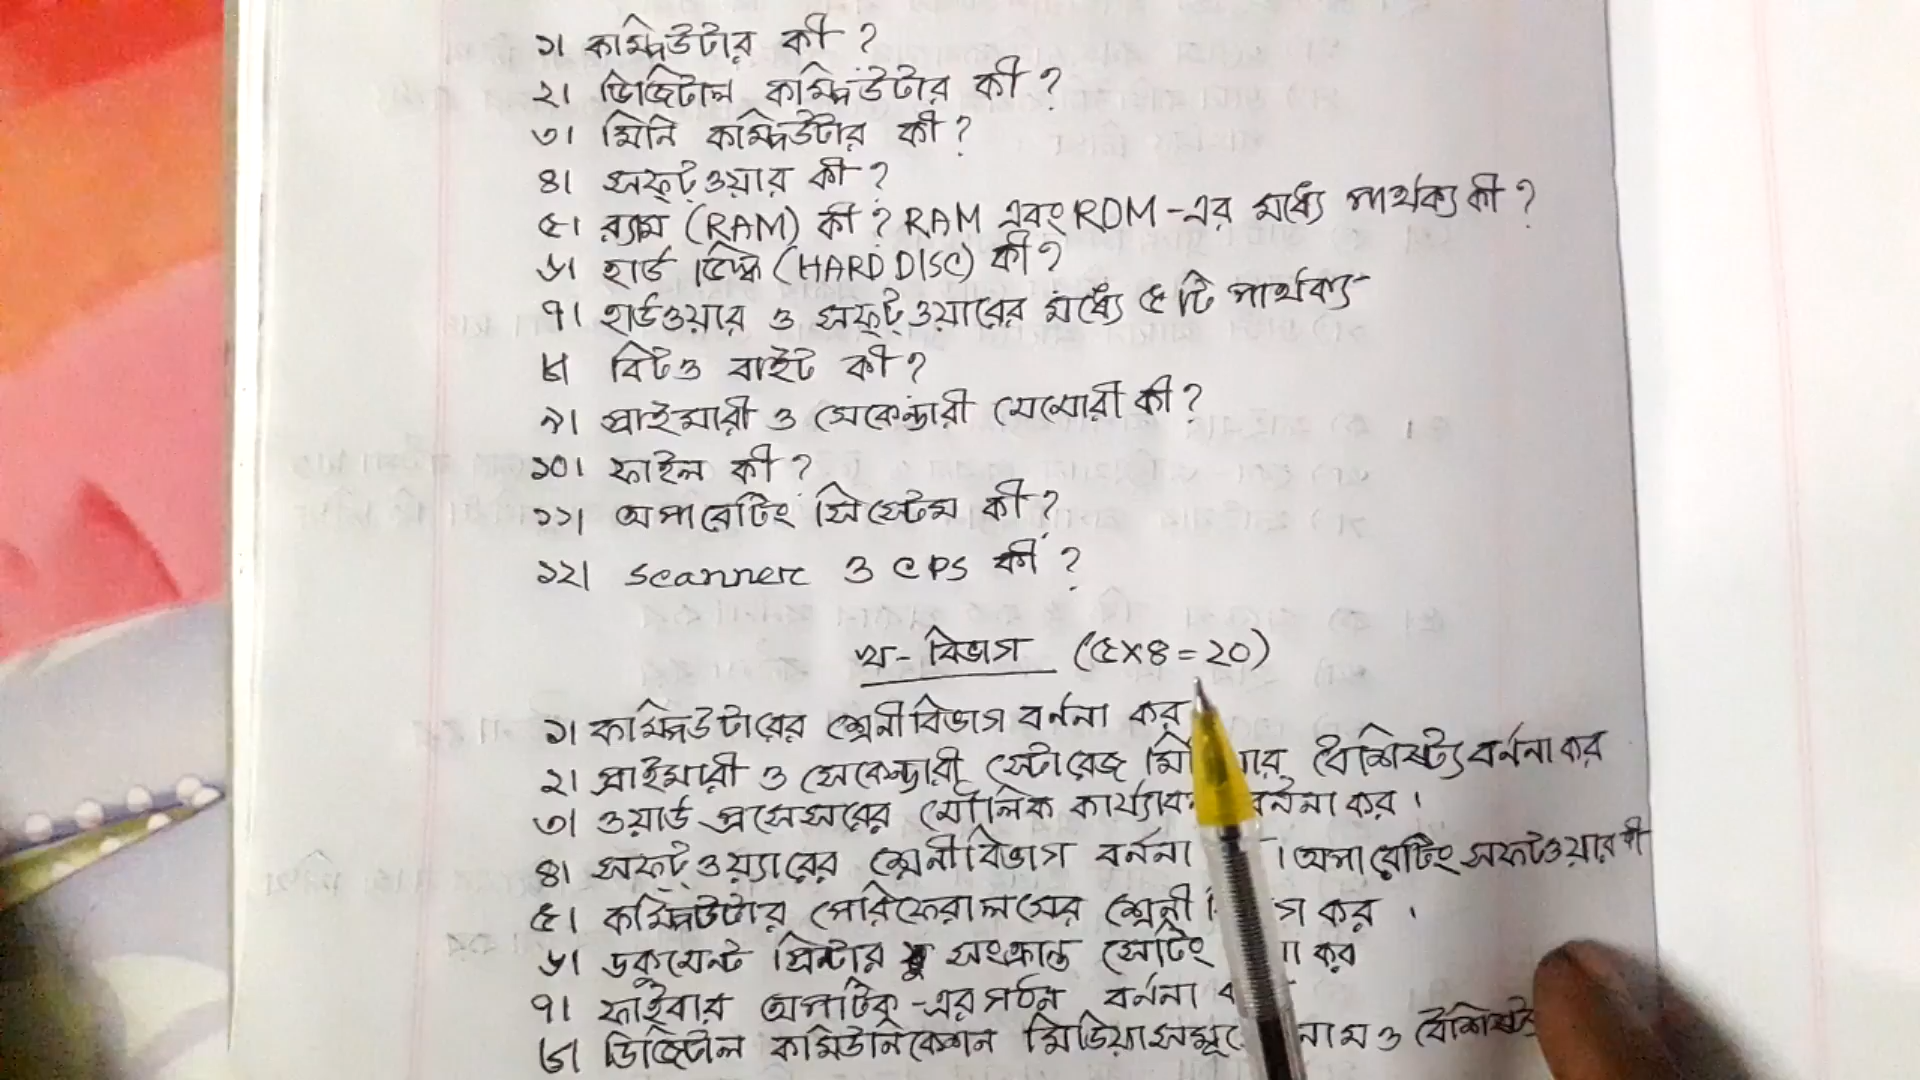 ১। কম্পিউটার কী ?
২। ডিজিটাল কম্পিউটার কী ?
৩। মিনি কম্পিউটার কী ?
৪। সফ্ট্ওয়ার কী ?
৫। র‍্যাম (RAM) কী ? RAM এবং ROM-এর মধ্যে পার্থক্য কী ?
৬। হার্ড ডিস্ক (HARD DISC) কী ?
৭। হার্ডওয়ার ও সফ্ট্ওয়ারের মধ্যে ৫ টি পার্থক্য
৮। বিট ও বাইট কী ?
৯। প্রাইমারী ও সেকেন্ডারী মেমোরী কী ?
১০। ফাইল কী ?
১১। অপারেটিং সিস্টেম কী ?
১২। Scanner ও CPS কী ?
খ- বিভাগ (৫×৪=২০)
১। কম্পিউটারের শ্রেনীবিভাগ বর্ননা কর
২। প্রাইমারী ও সেকেন্ডারী স্টোরেজ বৈশিষ্ট্য বর্ননা কর
৩। ওয়ার্ড প্রসেসরের মৌলিক বর্ননা কর ।
৪। সফ্ট্ওয়্যারের শ্রেনীবিভাগ বর্ননা । অপারেটিং সফটওয়ার কী
৫। কম্পিউটার পেরিফেরালসের শ্রেনী কর ।
৬। ডকুমেন্ট প্রিন্টার সংক্রান্ত সেটিং কর
৭। ফাইবার অপটিক্-এর গঠন বর্ননা
৮। ডিজিটাল কমিউনিকেশন নাম ও বৈশিষ্ট্য